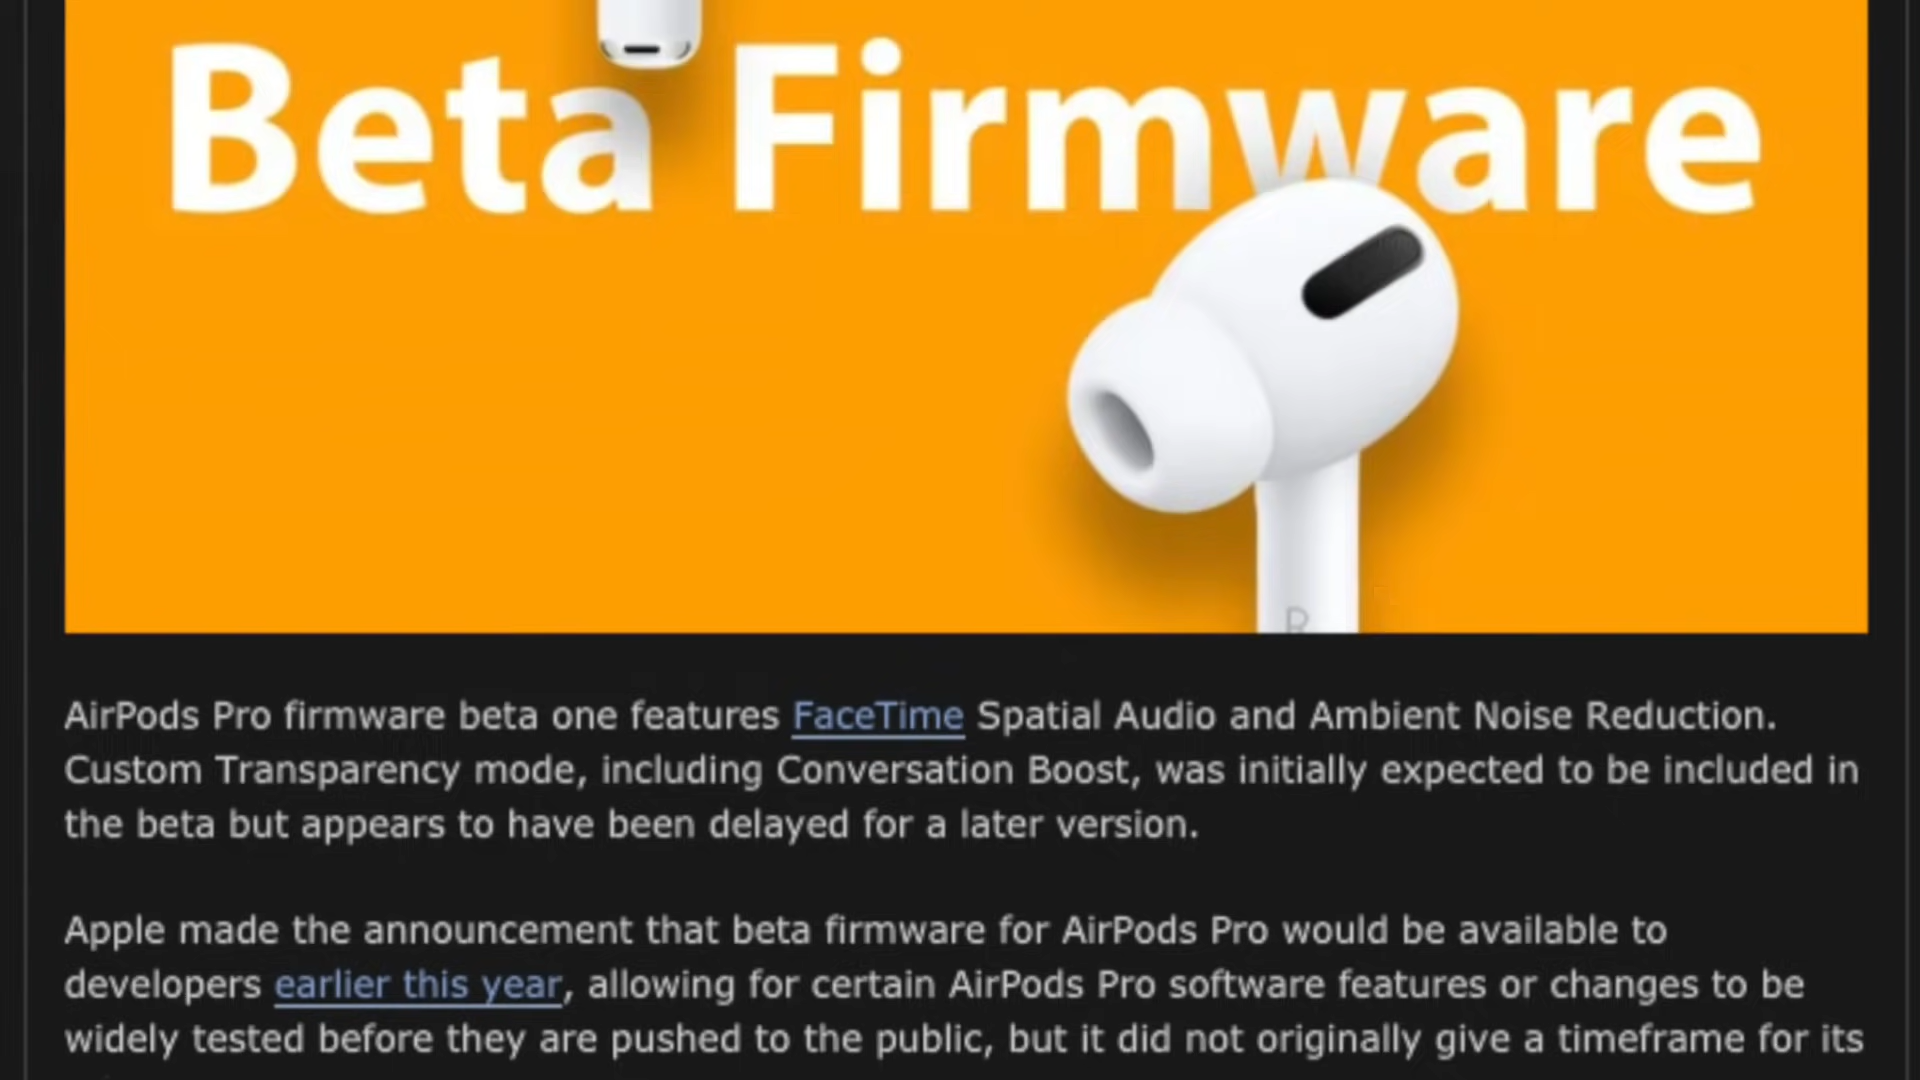 Beta Firmware
R
AirPods Pro firmware beta one features FaceTime Spatial Audio and Ambient Noise Reduction.
Custom Transparency mode, including Conversation Boost, was initially expected to be included in
the beta but appears to have been delayed for a later version.
Apple made the announcement that beta firmware for AirPods Pro would be available to
developers earlier this year, allowing for certain AirPods Pro software features or changes to be
widely tested before they are pushed to the public, but it did not originally give a timeframe for its